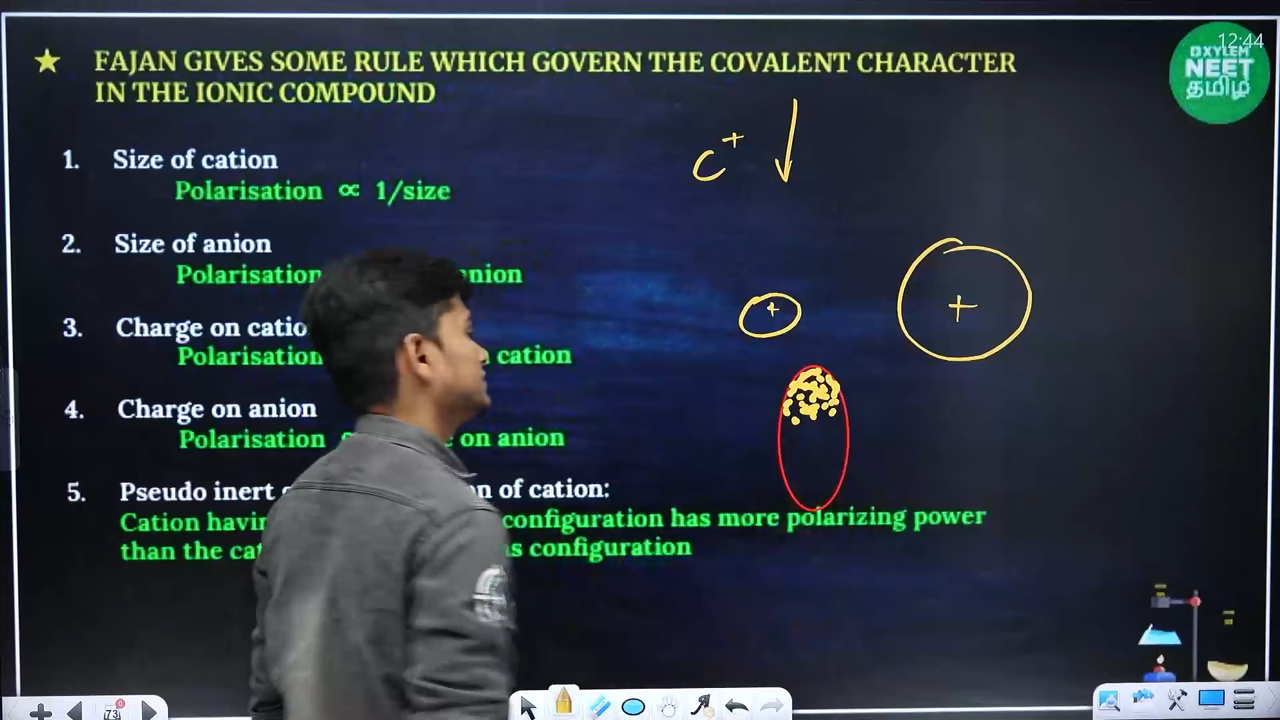 ★ FAJAN GIVES SOME RULE WHICH GOVERN THE COVALENT CHARACTER
IN THE IONIC COMPOUND
1. Size of cation
Polarisation ∝ 1/size
2. Size of anion
Polarisation anion
3. Charge on catio
Polarisation cation
4. Charge on anion
Polarisation on anion
5. Pseudo inert n of cation:
Cation havin configuration has more polarizing power
than the cat s configuration
C⁺ ↓
+
+
12:44
OXYLEM
NEET
தமிழ்
73